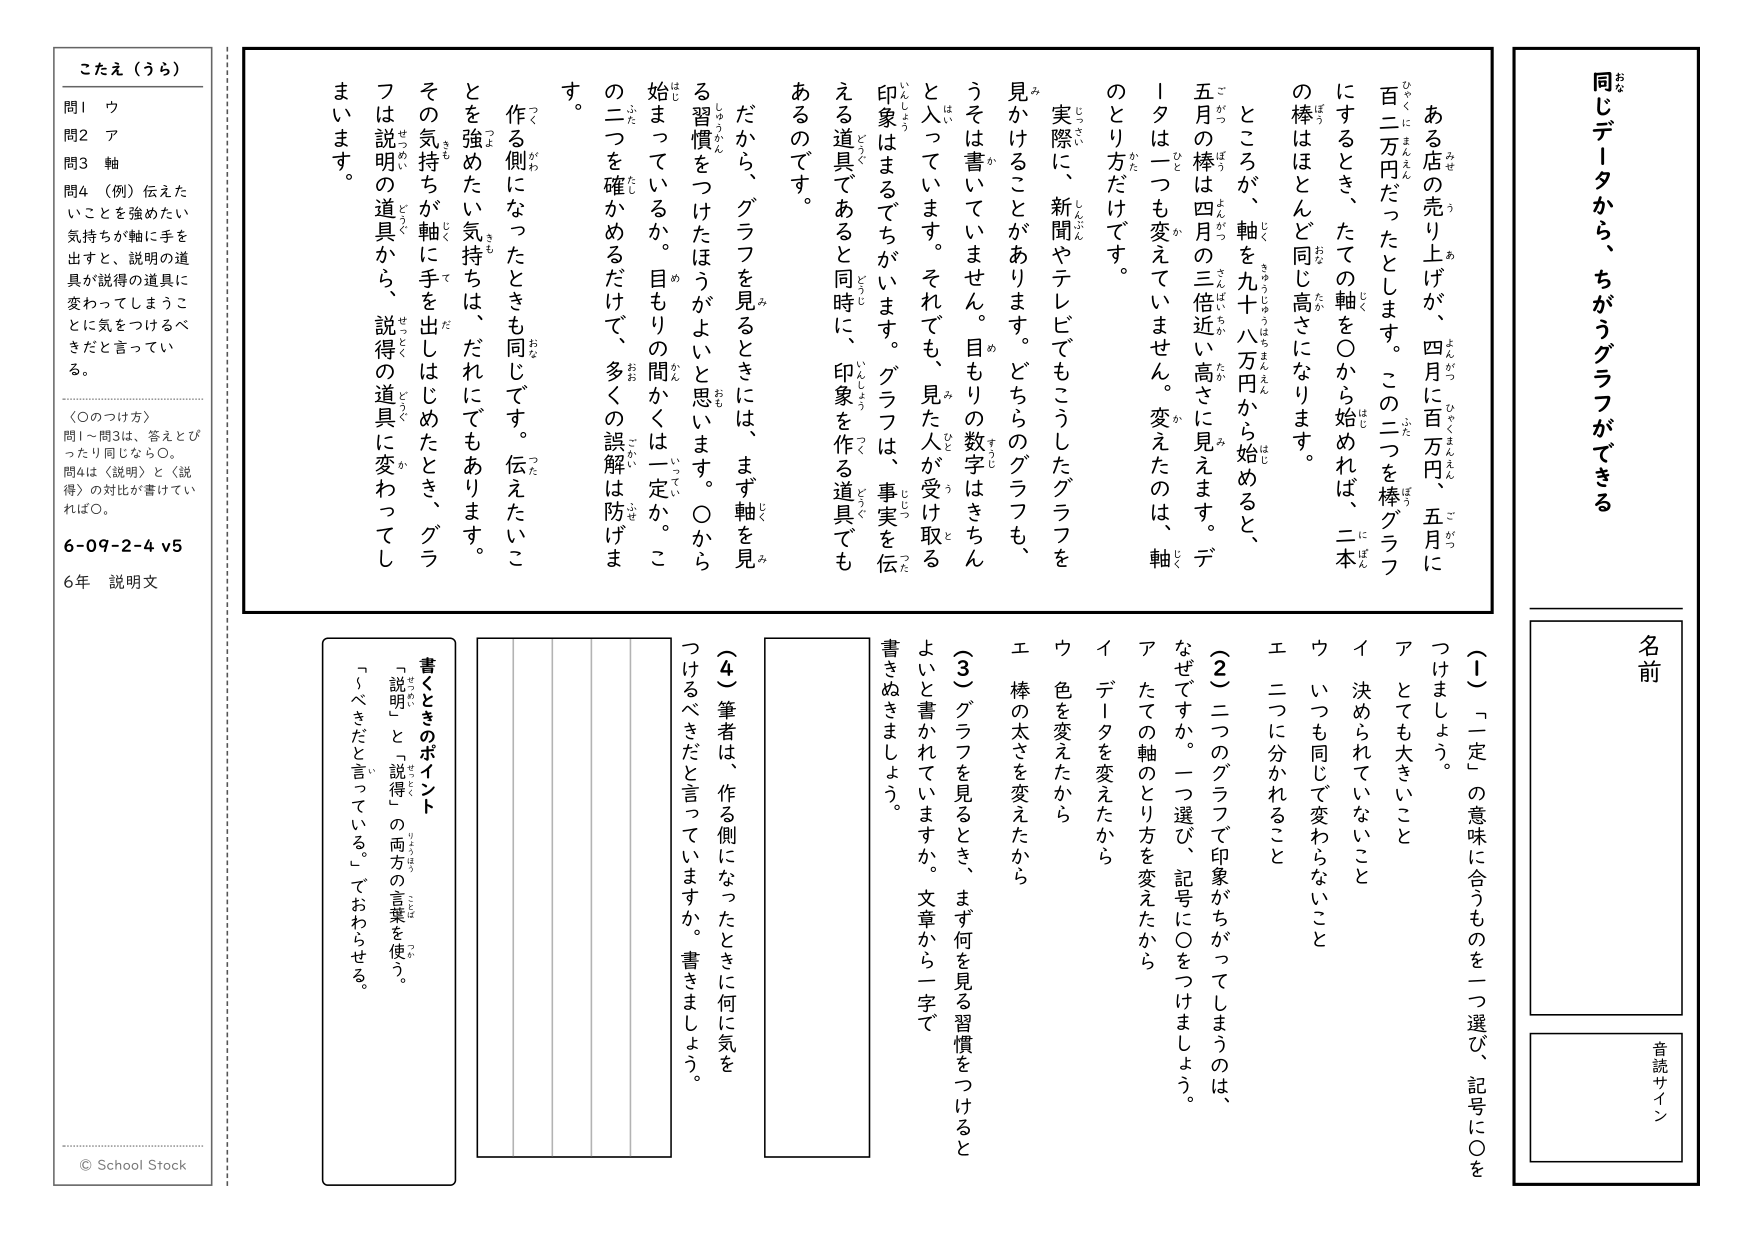 同じデータから、ちがうグラフができる
名前
音読サイン
ある店の売り上げが、四月に百万円、五月に
百二万円だったとします。この二つを棒グラフ
にするとき、たての軸を〇から始めれば、二本
の棒はほとんど同じ高さになります。
ところが、軸を九十八万円から始めると、
五月の棒は四月の三倍近い高さに見えます。デ
ータは一つも変えていません。変えたのは、軸
のとり方だけです。
実際に、新聞やテレビでもこうしたグラフを
見かけることがあります。どちらのグラフも、
うそは書いていません。目もりの数字はきちん
と入っています。それでも、見た人が受け取る
印象はまるでちがいます。グラフは、事実を伝
える道具であると同時に、印象を作る道具でも
あるのです。
だから、グラフを見るときには、まず軸を見
る習慣をつけたほうがよいと思います。〇から
始まっているか。目もりの間かくは一定か。こ
の二つを確かめるだけで、多くの誤解は防げま
す。
作る側になったときも同じです。伝えたいこ
とを強めたい気持ちは、だれにでもあります。
その気持ちが軸に手を出しはじめたとき、グラ
フは説明の道具から、説得の道具に変わってし
まいます。
(1)「一定」の意味に合うものを一つ選び、記号に〇を
つけましょう。
ア とても大きいこと
イ 決められていないこと
ウ いつも同じで変わらないこと
エ 二つに分かれること
(2)二つのグラフで印象がちがってしまうのは、
なぜですか。一つ選び、記号に〇をつけましょう。
ア たての軸のとり方を変えたから
イ データを変えたから
ウ 色を変えたから
エ 棒の太さを変えたから
(3)グラフを見るとき、まず何を見る習慣をつけると
よいと書かれていますか。文章から一字で
書きぬきましょう。
(4)筆者は、作る側になったときに何に気を
つけるべきだと言っていますか。書きましょう。
書くときのポイント
「説明」と「説得」の両方の言葉を使う。
「〜べきだと言っている。」でおわらせる。
こたえ（うら）
問1 ウ
問2 ア
問3 軸
問4 （例）伝えた
いことを強めたい
気持ちが軸に手を
出すと、説明の道
具が説得の道具に
変わってしまうこ
とに気をつけるべ
きだと言ってい
る。
〈〇のつけ方〉
問1～問3は、答えとぴ
ったり同じなら〇。
問4は〈説明〉と〈説
得〉の対比が書けてい
れば〇。
6-09-2-4 v5
6年 説明文
© School Stock